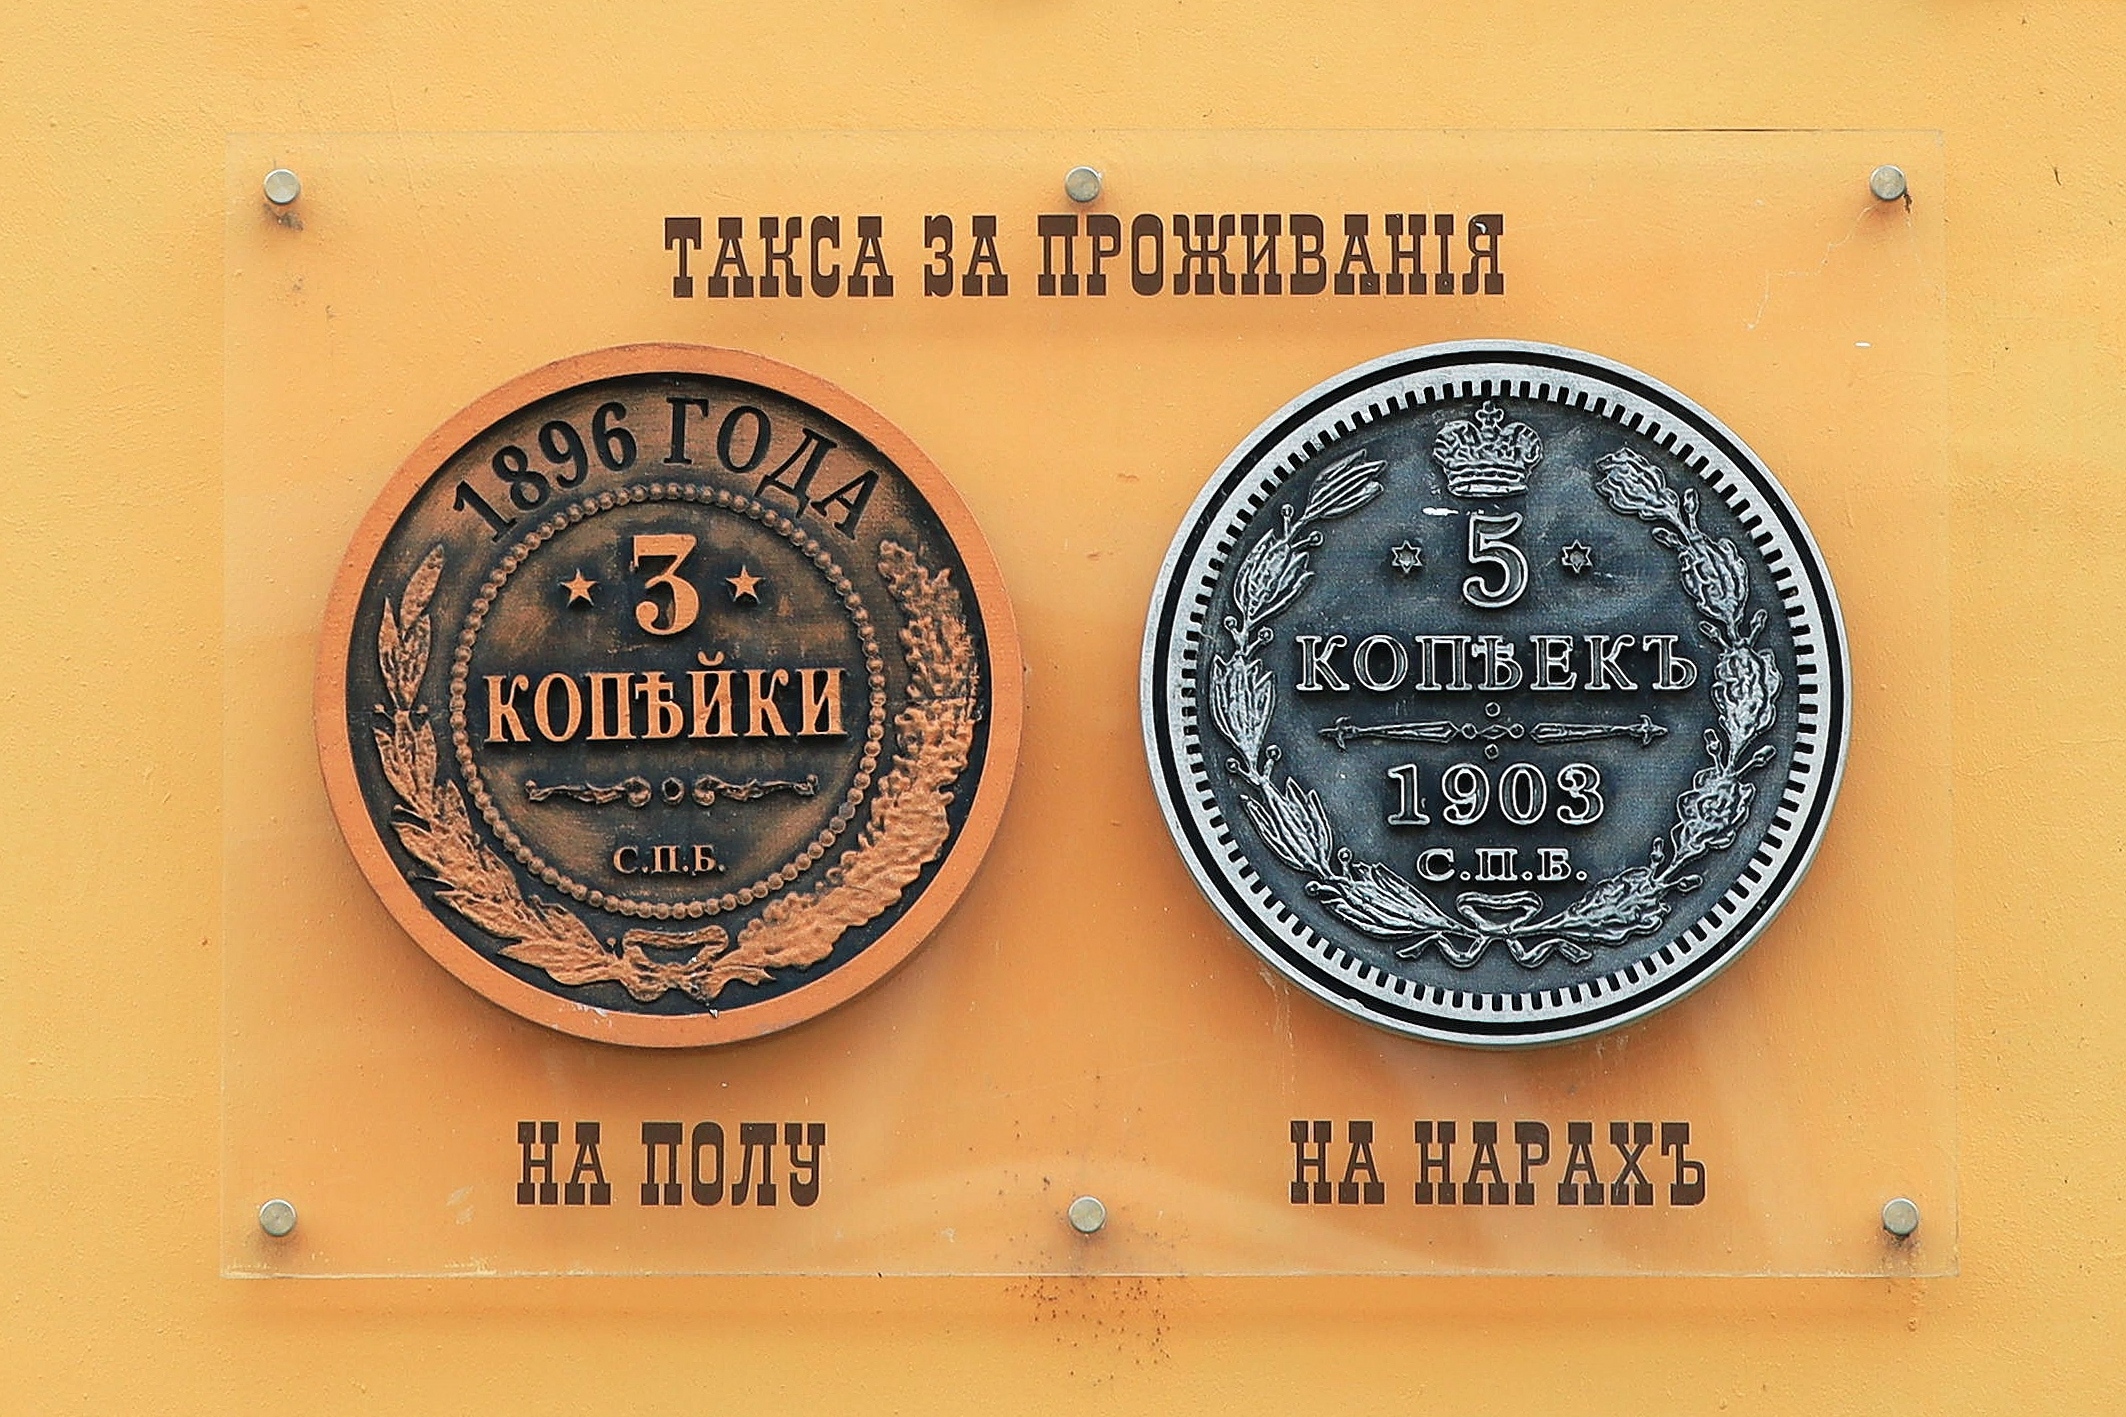 ТАКСА ЗА ПРОЖИВАНІЯ
1896 ГОДА
3
КОПѢЙКИ
С.П.Б.
5
КОПѢЕКЪ
1903
С.П.Б.
НА ПОЛУ
НА НАРАХЪ